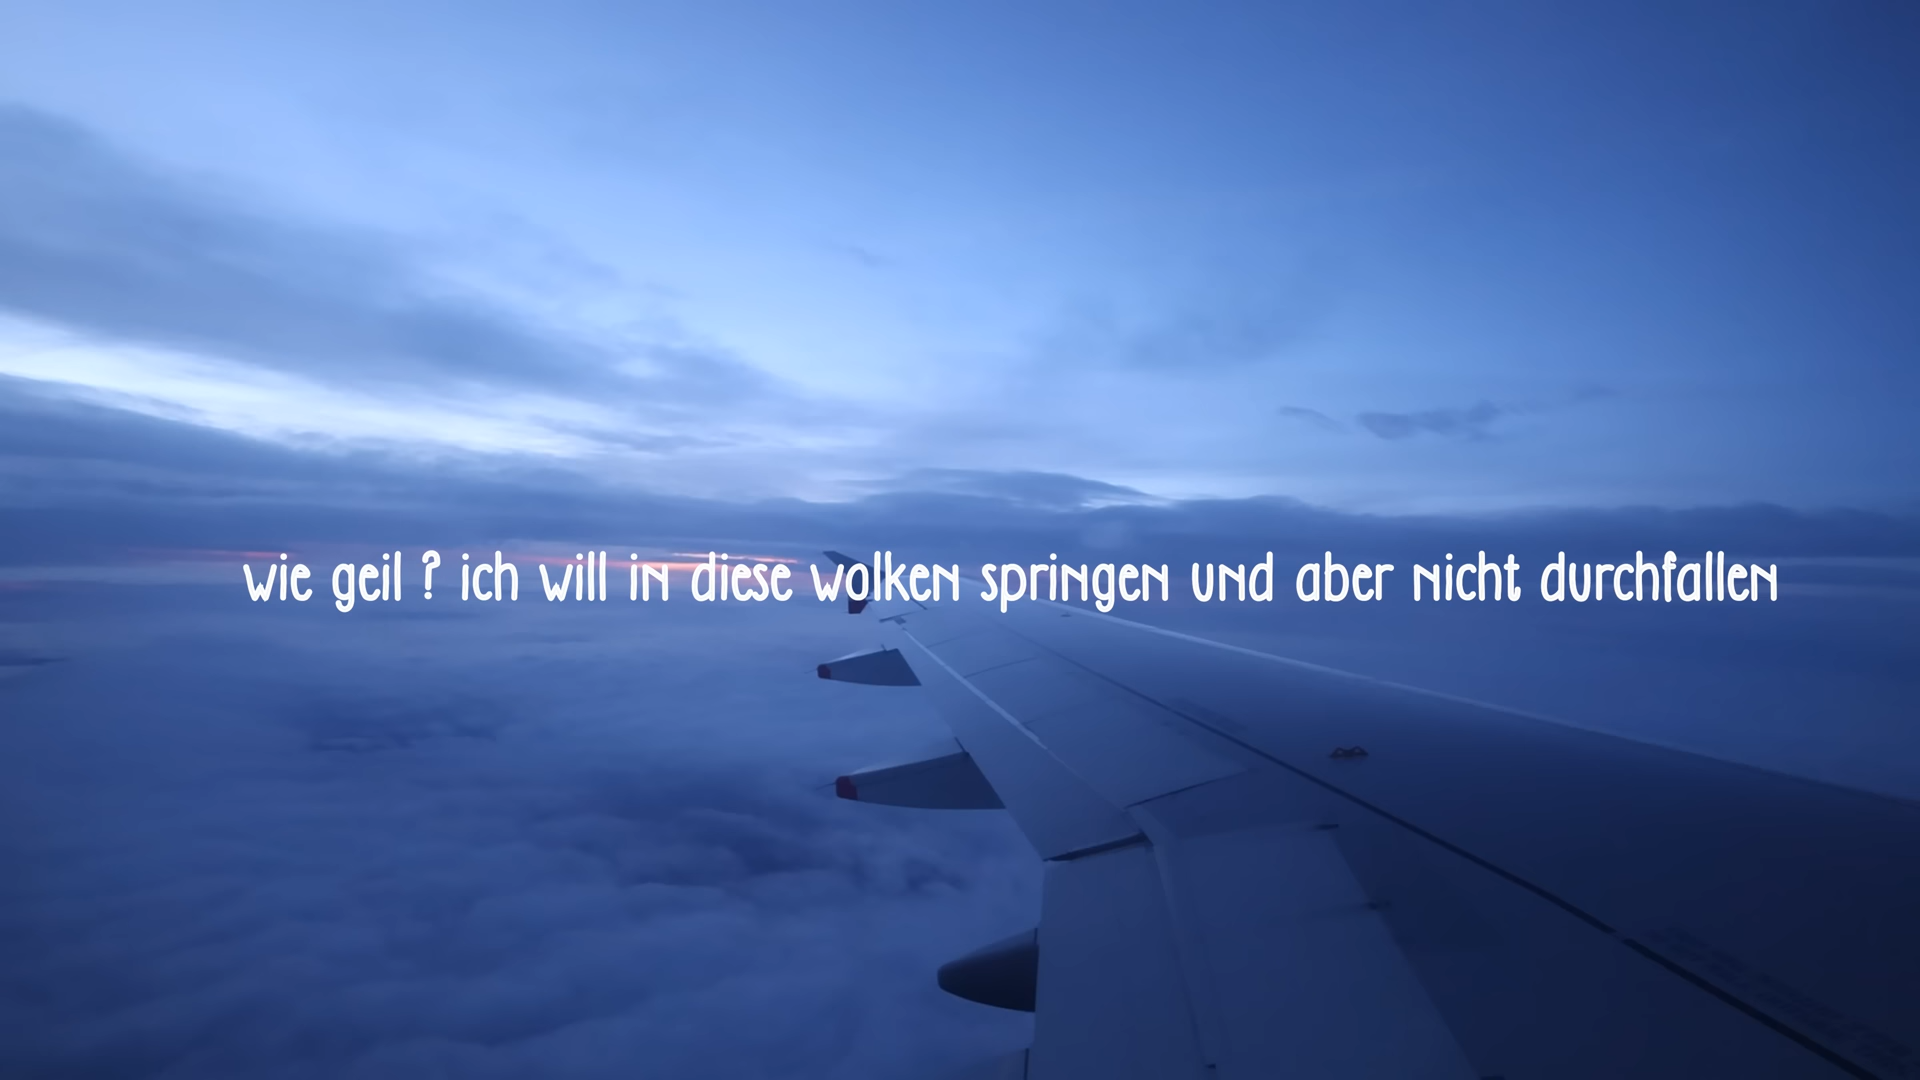 wie geil ? ich will in diese wolken springen und aber nicht durchfallen